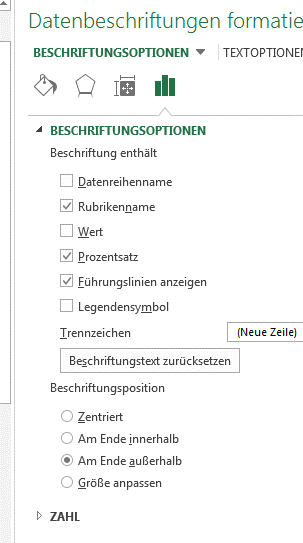 Datenbeschriftungen formatie
BESCHRIFTUNGSOPTIONEN TEXTOPTIONEN
BESCHRIFTUNGSOPTIONEN
Beschriftung enthält
Datenreihenname
Rubrikenname
Wert
Prozentsatz
Führungslinien anzeigen
Legendensymbol
Trennzeichen (Neue Zeile)
Beschriftungstext zurücksetzen
Beschriftungsposition
Zentriert
Am Ende innerhalb
Am Ende außerhalb
Größe anpassen
ZAHL